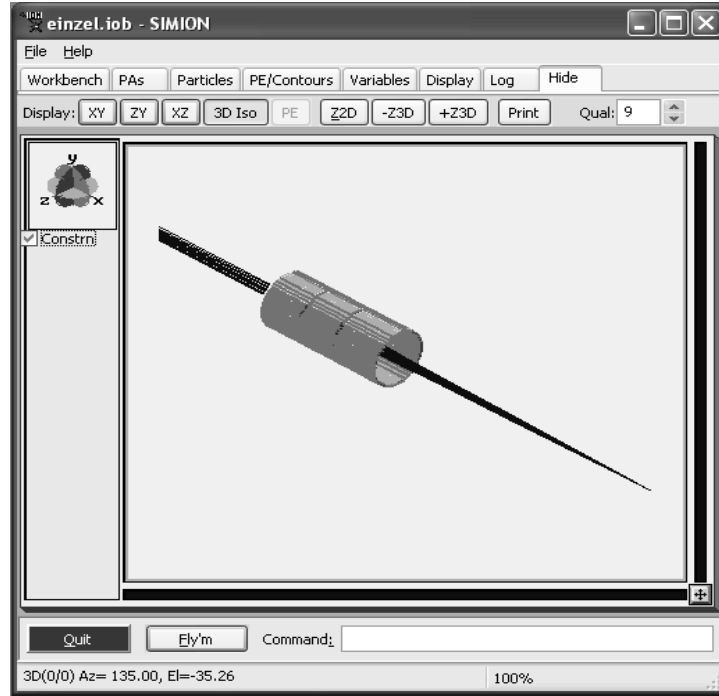 einzel.iob - SIMION
File Help
Workbench PAs Particles PE/Contours Variables Display Log Hide
Display: XY ZY XZ 3D Iso PE Z2D -Z3D +Z3D Print Qual: 9
y
z x
Constrn
Quit Fly'm Command:
3D(0/0) Az= 135.00, El=-35.26 100%